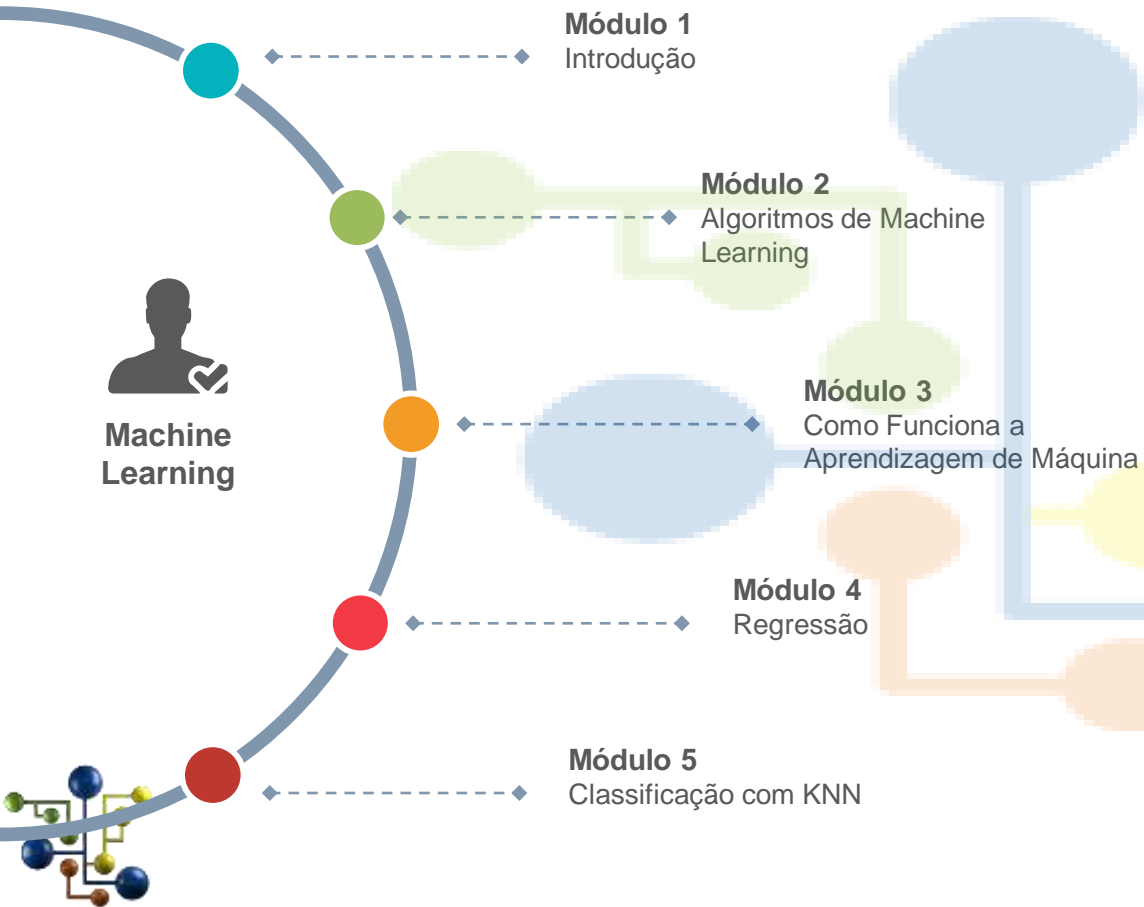 Módulo 1
Introdução
Módulo 2
Algoritmos de Machine
Learning
Machine
Learning
Módulo 3
Como Funciona a
Aprendizagem de Máquina
Módulo 4
Regressão
Módulo 5
Classificação com KNN